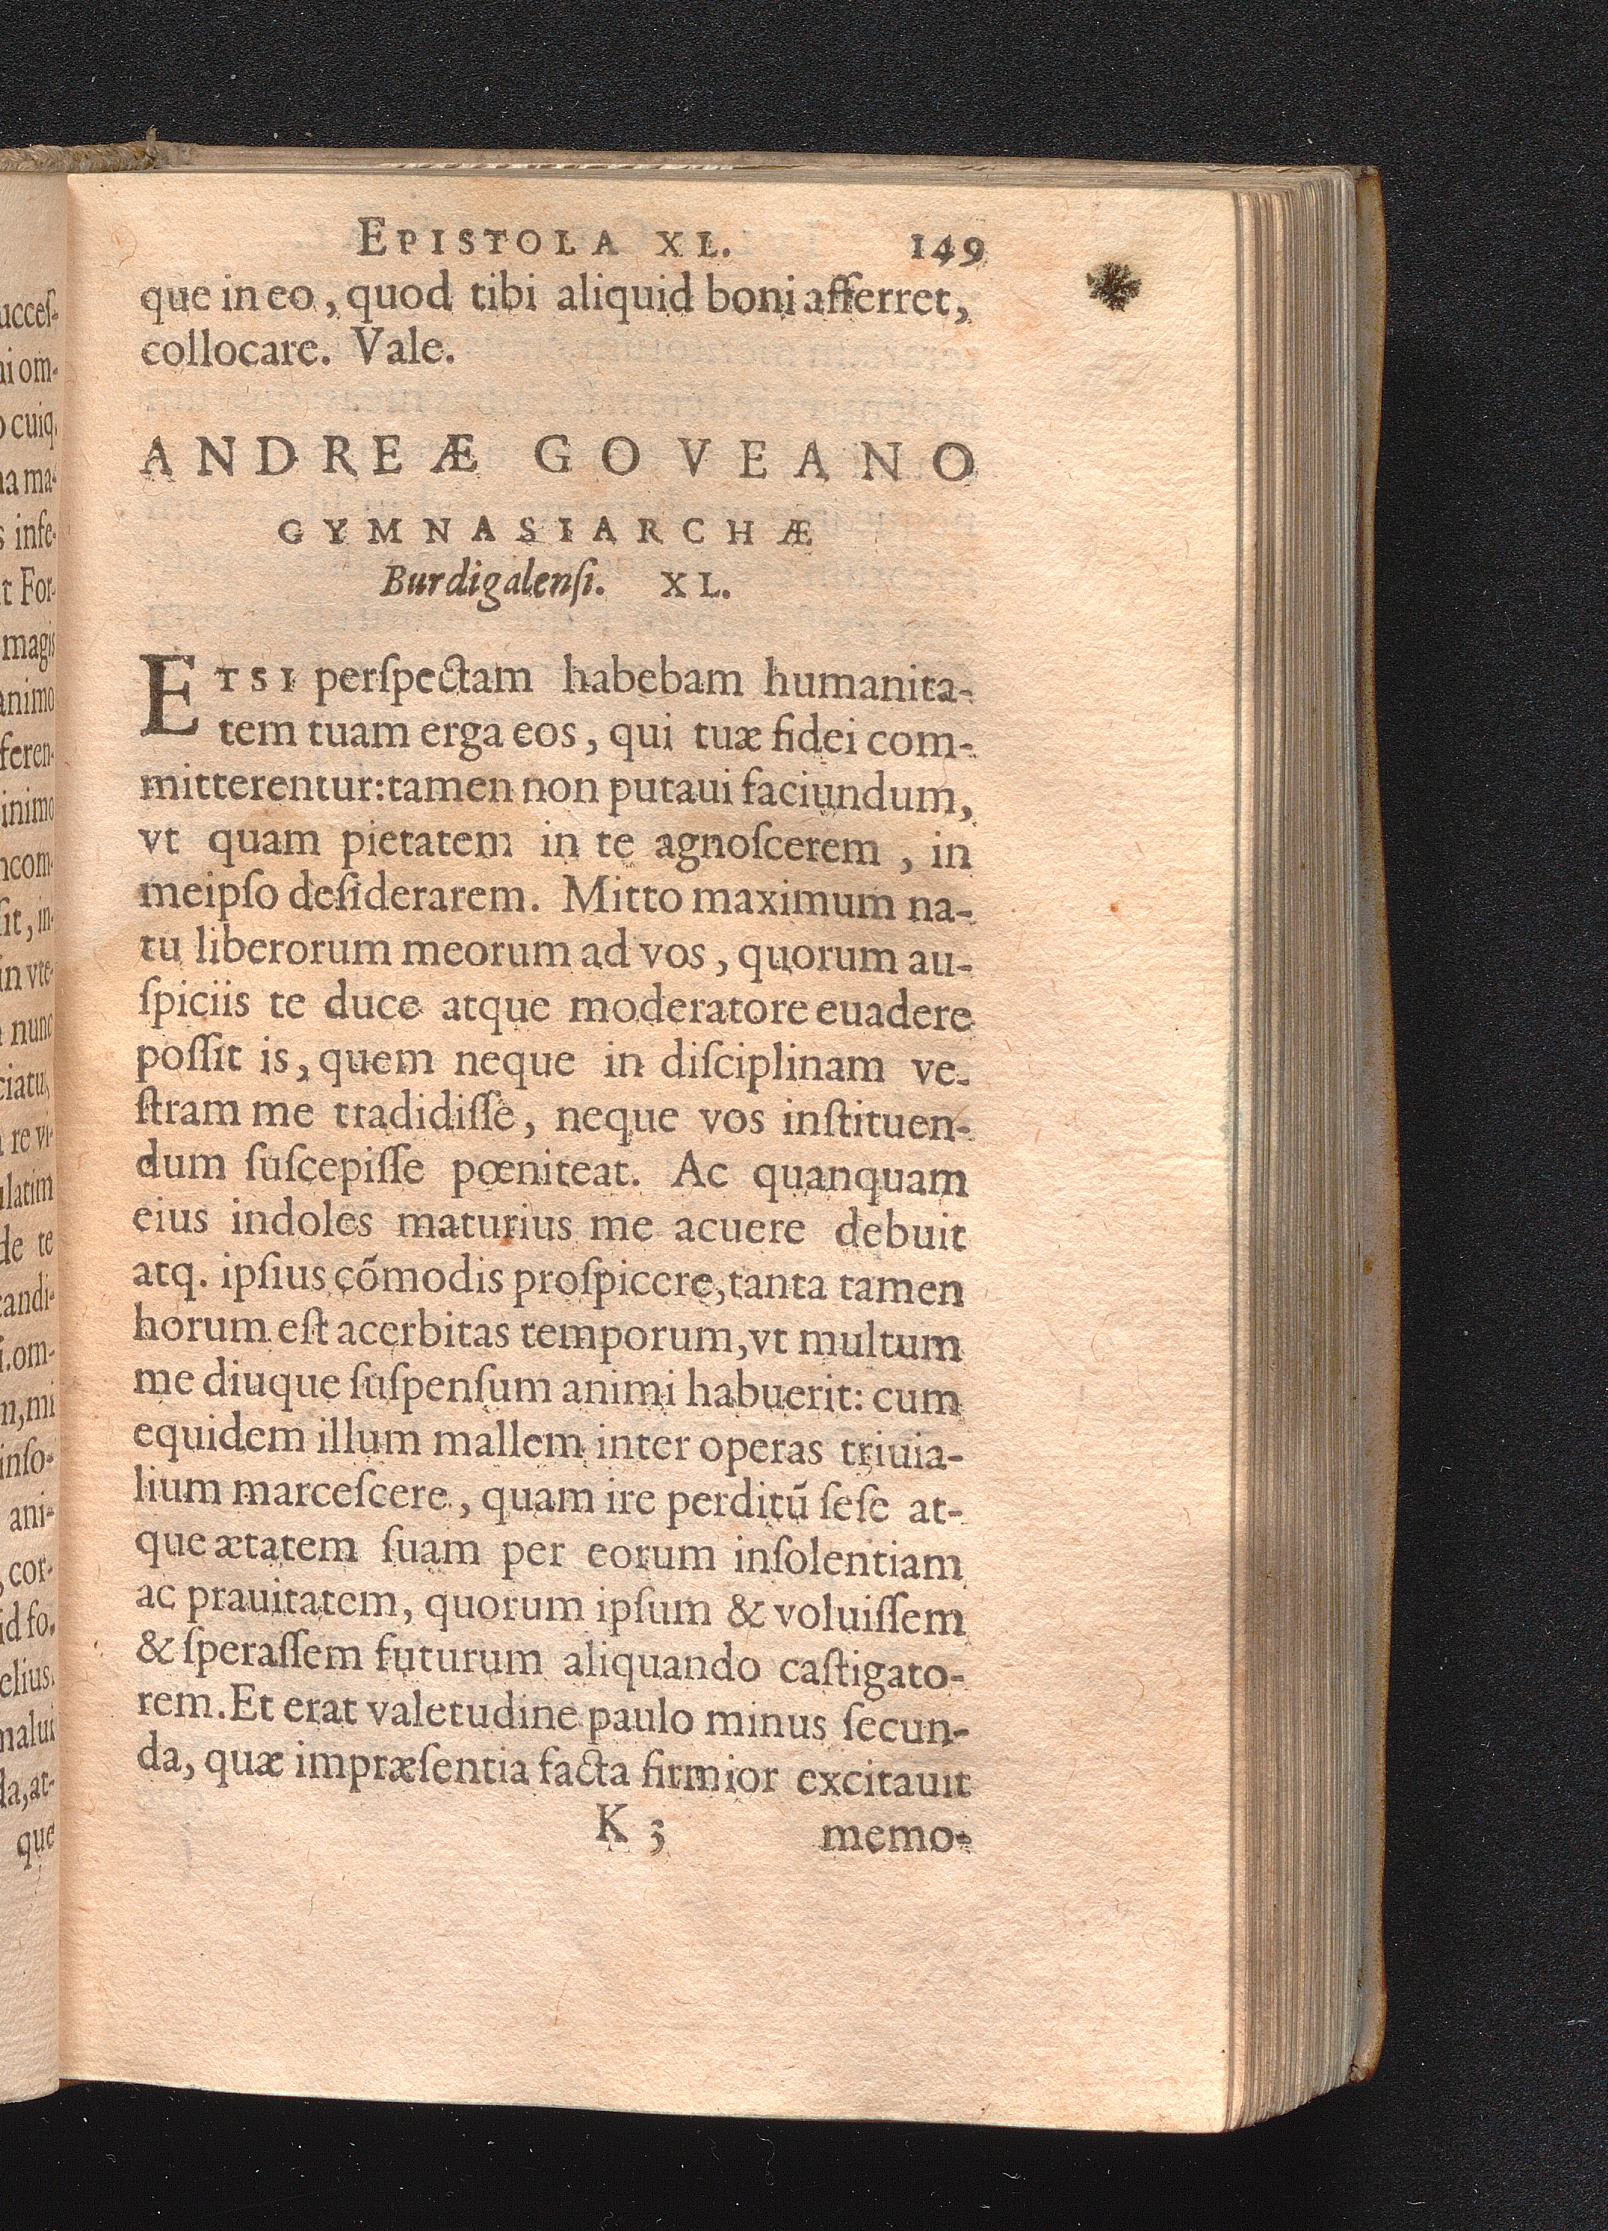 EPISTOLA XL. 149
que in eo, quod tibi aliquid boni afferret,
collocare. Vale.
ANDREÆ GOVEANO
GYMNASIARCHÆ
Burdigalenſi. XL.
ETSI perſpectam habebam humanita-
tem tuam erga eos, qui tuæ fidei com-
mitterentur: tamen non putaui faciundum,
vt quam pietatem in te agnoſcerem, in
meipſo deſiderarem. Mitto maximum na-
tu liberorum meorum ad vos, quorum au-
ſpiciis te duce atque moderatore euadere
poſſit is, quem neque in diſciplinam ve-
ſtram me tradidiſſe, neque vos inſtituen-
dum ſuſcepiſſe pœniteat. Ac quanquam
eius indoles maturius me acuere debuit
atq. ipſius cõmodis proſpicere, tanta tamen
horum eſt acerbitas temporum, vt multum
me diuque ſuſpenſum animi habuerit: cum
equidem illum mallem inter operas triuia-
lium marceſcere, quam ire perditũ ſeſe at-
que ætatem ſuam per eorum inſolentiam
ac prauitatem, quorum ipſum & voluiſſem
& ſperaſſem futurum aliquando caſtigato-
rem. Et erat valetudine paulo minus ſecun-
da, quæ impræſentia facta firmior excitauit
K 3 memo-